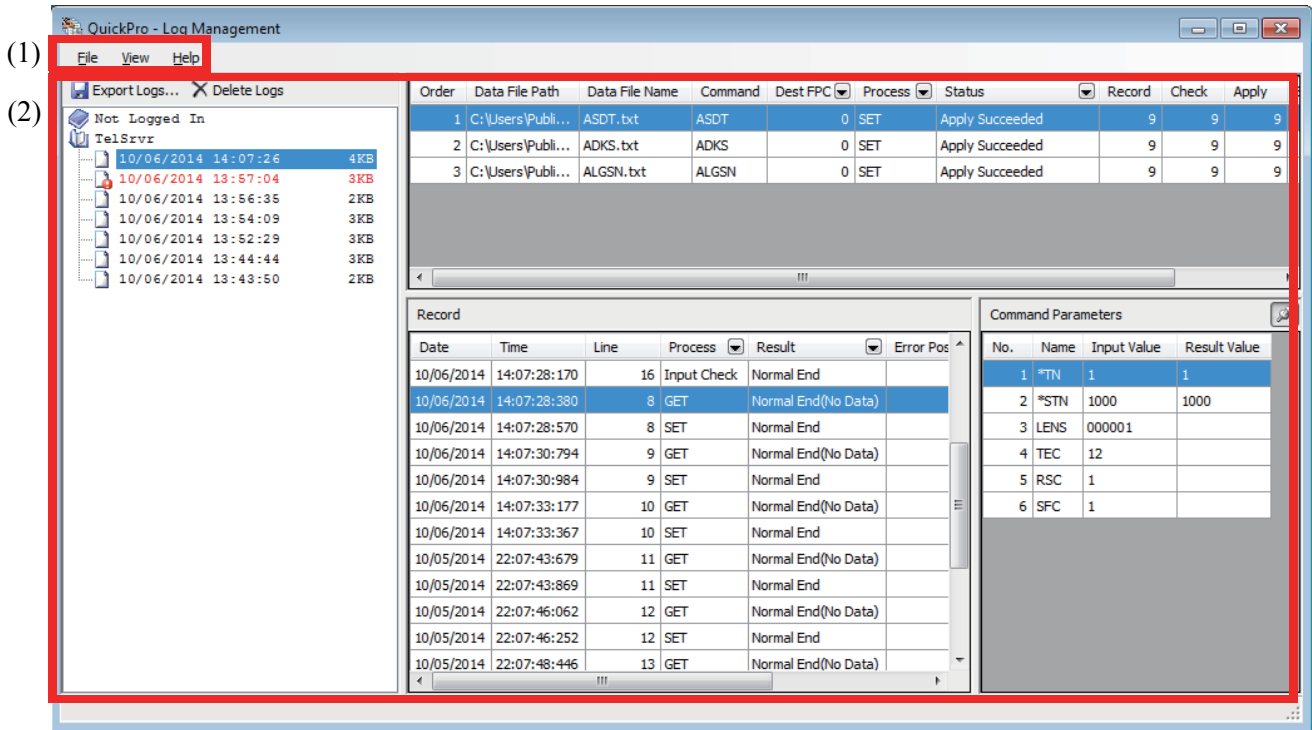 QuickPro - Log Management
(1)
File View Help
(2)
Export Logs... Delete Logs
Not Logged In
TelSrvr
10/06/2014 14:07:26 4KB
10/06/2014 13:57:04 3KB
10/06/2014 13:56:35 2KB
10/06/2014 13:54:09 3KB
10/06/2014 13:52:29 3KB
10/06/2014 13:44:44 3KB
10/06/2014 13:43:50 2KB
Order Data File Path Data File Name Command Dest FPC Process Status Record Check Apply
1 C:\Users\Publi... ASDT.txt ASDT 0 SET Apply Succeeded 9 9 9
2 C:\Users\Publi... ADKS.txt ADKS 0 SET Apply Succeeded 9 9 9
3 C:\Users\Publi... ALGSN.txt ALGSN 0 SET Apply Succeeded 9 9 9
Record
Date Time Line Process Result Error Pos
10/06/2014 14:07:28:170 16 Input Check Normal End
10/06/2014 14:07:28:380 8 GET Normal End(No Data)
10/06/2014 14:07:28:570 8 SET Normal End
10/06/2014 14:07:30:794 9 GET Normal End(No Data)
10/06/2014 14:07:30:984 9 SET Normal End
10/06/2014 14:07:33:177 10 GET Normal End(No Data)
10/06/2014 14:07:33:367 10 SET Normal End
10/05/2014 22:07:43:679 11 GET Normal End(No Data)
10/05/2014 22:07:43:869 11 SET Normal End
10/05/2014 22:07:46:062 12 GET Normal End(No Data)
10/05/2014 22:07:46:252 12 SET Normal End
10/05/2014 22:07:48:446 13 GET Normal End(No Data)
Command Parameters
No. Name Input Value Result Value
1 *TN 1 1
2 *STN 1000 1000
3 LENS 000001
4 TEC 12
5 RSC 1
6 SFC 1